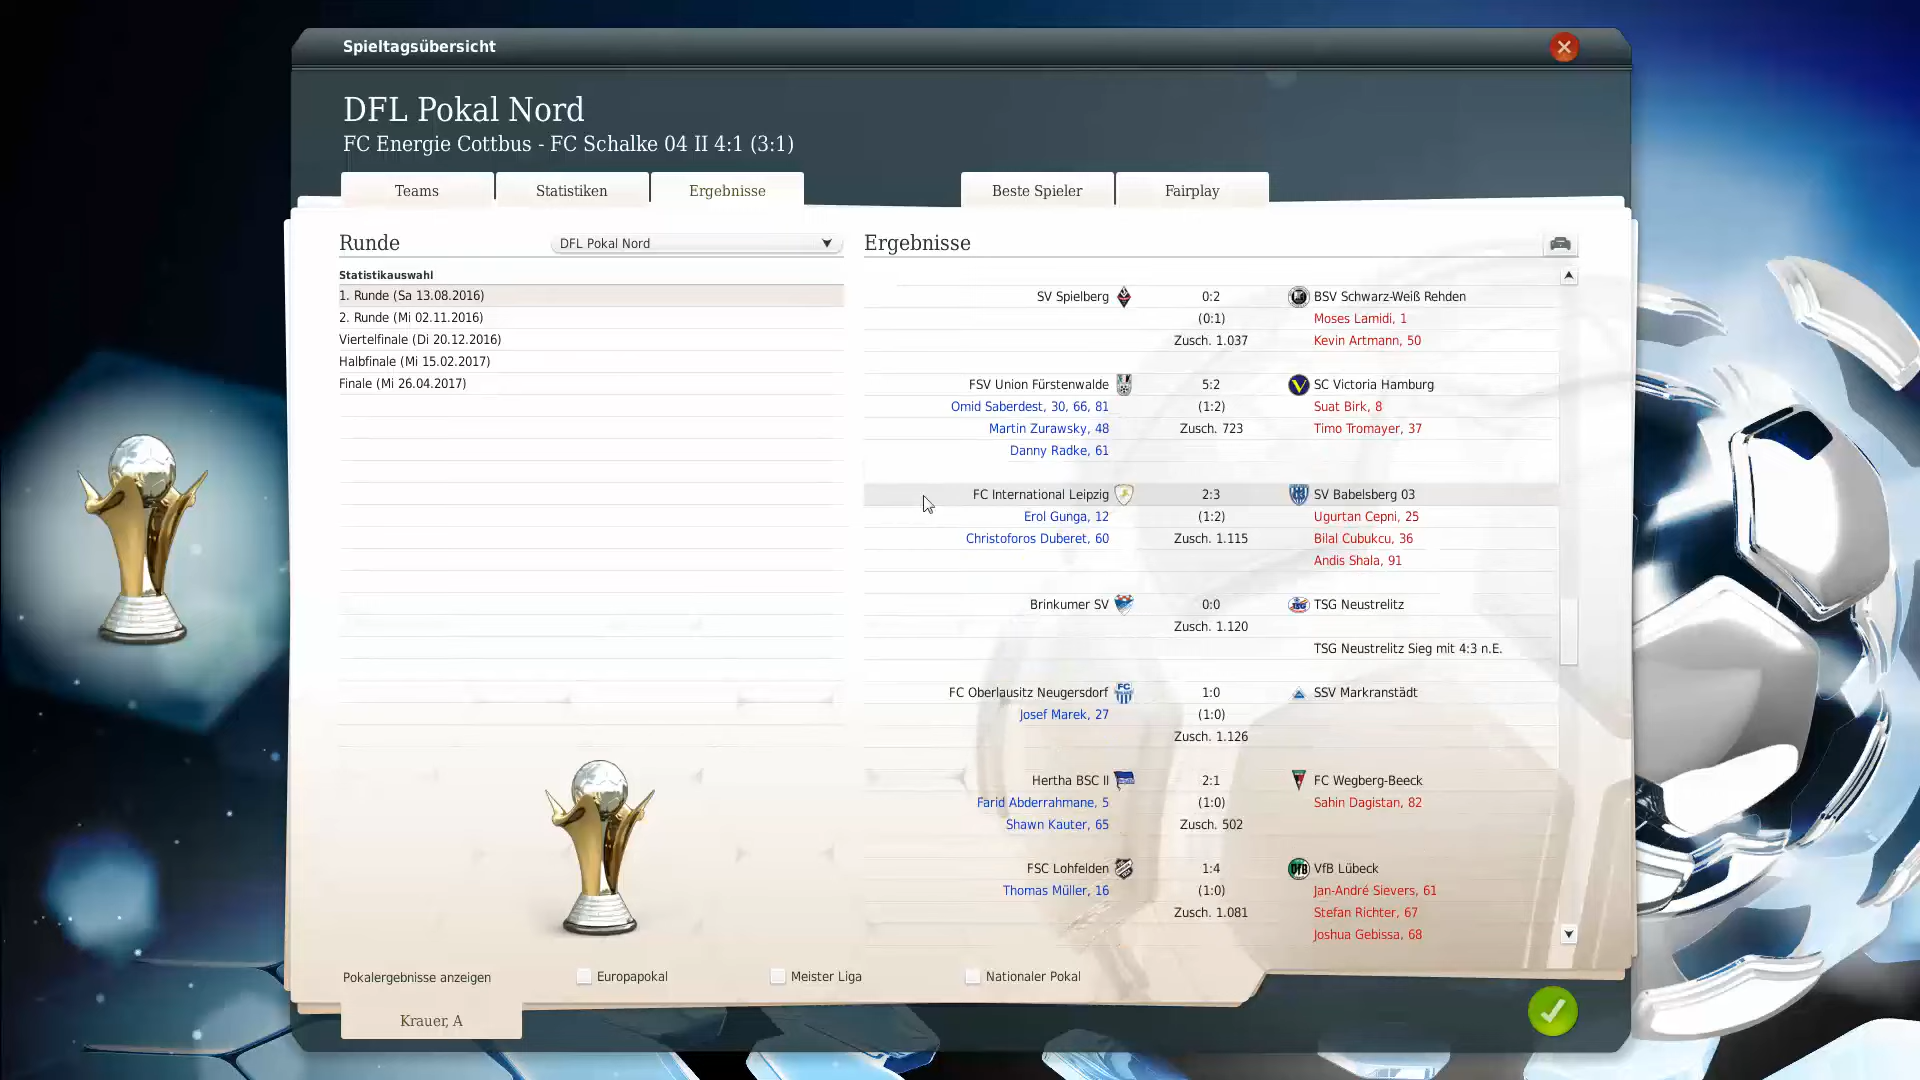 Spieltagsübersicht
DFL Pokal Nord
FC Energie Cottbus - FC Schalke 04 II 4:1 (3:1)
Teams
Statistiken
Ergebnisse
Beste Spieler
Fairplay
Runde
DFL Pokal Nord
Statistikauswahl
1. Runde (Sa 13.08.2016)
2. Runde (Mi 02.11.2016)
Viertelfinale (Di 20.12.2016)
Halbfinale (Mi 15.02.2017)
Finale (Mi 26.04.2017)
Ergebnisse
SV Spielberg 0:2 BSV Schwarz-Weiß Rehden
(0:1) Moses Lamidi, 1
Zusch. 1.037 Kevin Artmann, 50
FSV Union Fürstenwalde 5:2 SC Victoria Hamburg
Omid Saberdest, 30, 66, 81 (1:2) Suat Birk, 8
Martin Zurawsky, 48 Zusch. 723 Timo Tromayer, 37
Danny Radke, 61
FC International Leipzig 2:3 SV Babelsberg 03
Erol Gunga, 12 (1:2) Ugurtan Cepni, 25
Christoforos Duberet, 60 Zusch. 1.115 Bilal Cubukcu, 36
Andis Shala, 91
Brinkumer SV 0:0 TSG Neustrelitz
Zusch. 1.120
TSG Neustrelitz Sieg mit 4:3 n.E.
FC Oberlausitz Neugersdorf 1:0 SSV Markranstädt
Josef Marek, 27 (1:0)
Zusch. 1.126
Hertha BSC II 2:1 FC Wegberg-Beeck
Farid Abderrahmane, 5 (1:0) Sahin Dagistan, 82
Shawn Kauter, 65 Zusch. 502
FSC Lohfelden 1:4 VfB Lübeck
Thomas Müller, 16 (1:0) Jan-André Sievers, 61
Zusch. 1.081 Stefan Richter, 67
Joshua Gebissa, 68
Pokalergebnisse anzeigen
Europapokal
Meister Liga
Nationaler Pokal
Krauer, A